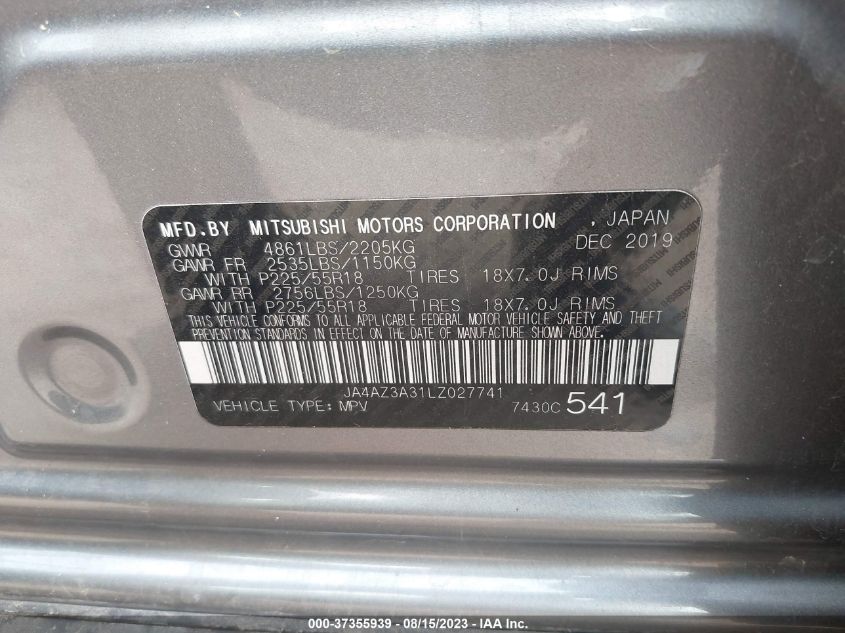 MFD.BY MITSUBISHI MOTORS CORPORATION , JAPAN
GVWR 4861LBS/2205KG DEC 2019
GAWR FR 2535LBS/1150KG
WITH P225/55R18 TIRES 18X7.0J RIMS
GAWR RR 2756LBS/1250KG
WITH P225/55R18 TIRES 18X7.0J RIMS
THIS VEHICLE CONFORMS TO ALL APPLICABLE FEDERAL MOTOR VEHICLE SAFETY AND THEFT
PREVENTION STANDARDS IN EFFECT ON THE DATE OF MANUFACTURE SHOWN ABOVE.
JA4AZ3A31LZ027741
VEHICLE TYPE: MPV 7430C 541
000-37355939 - 08/15/2023 - IAA Inc.